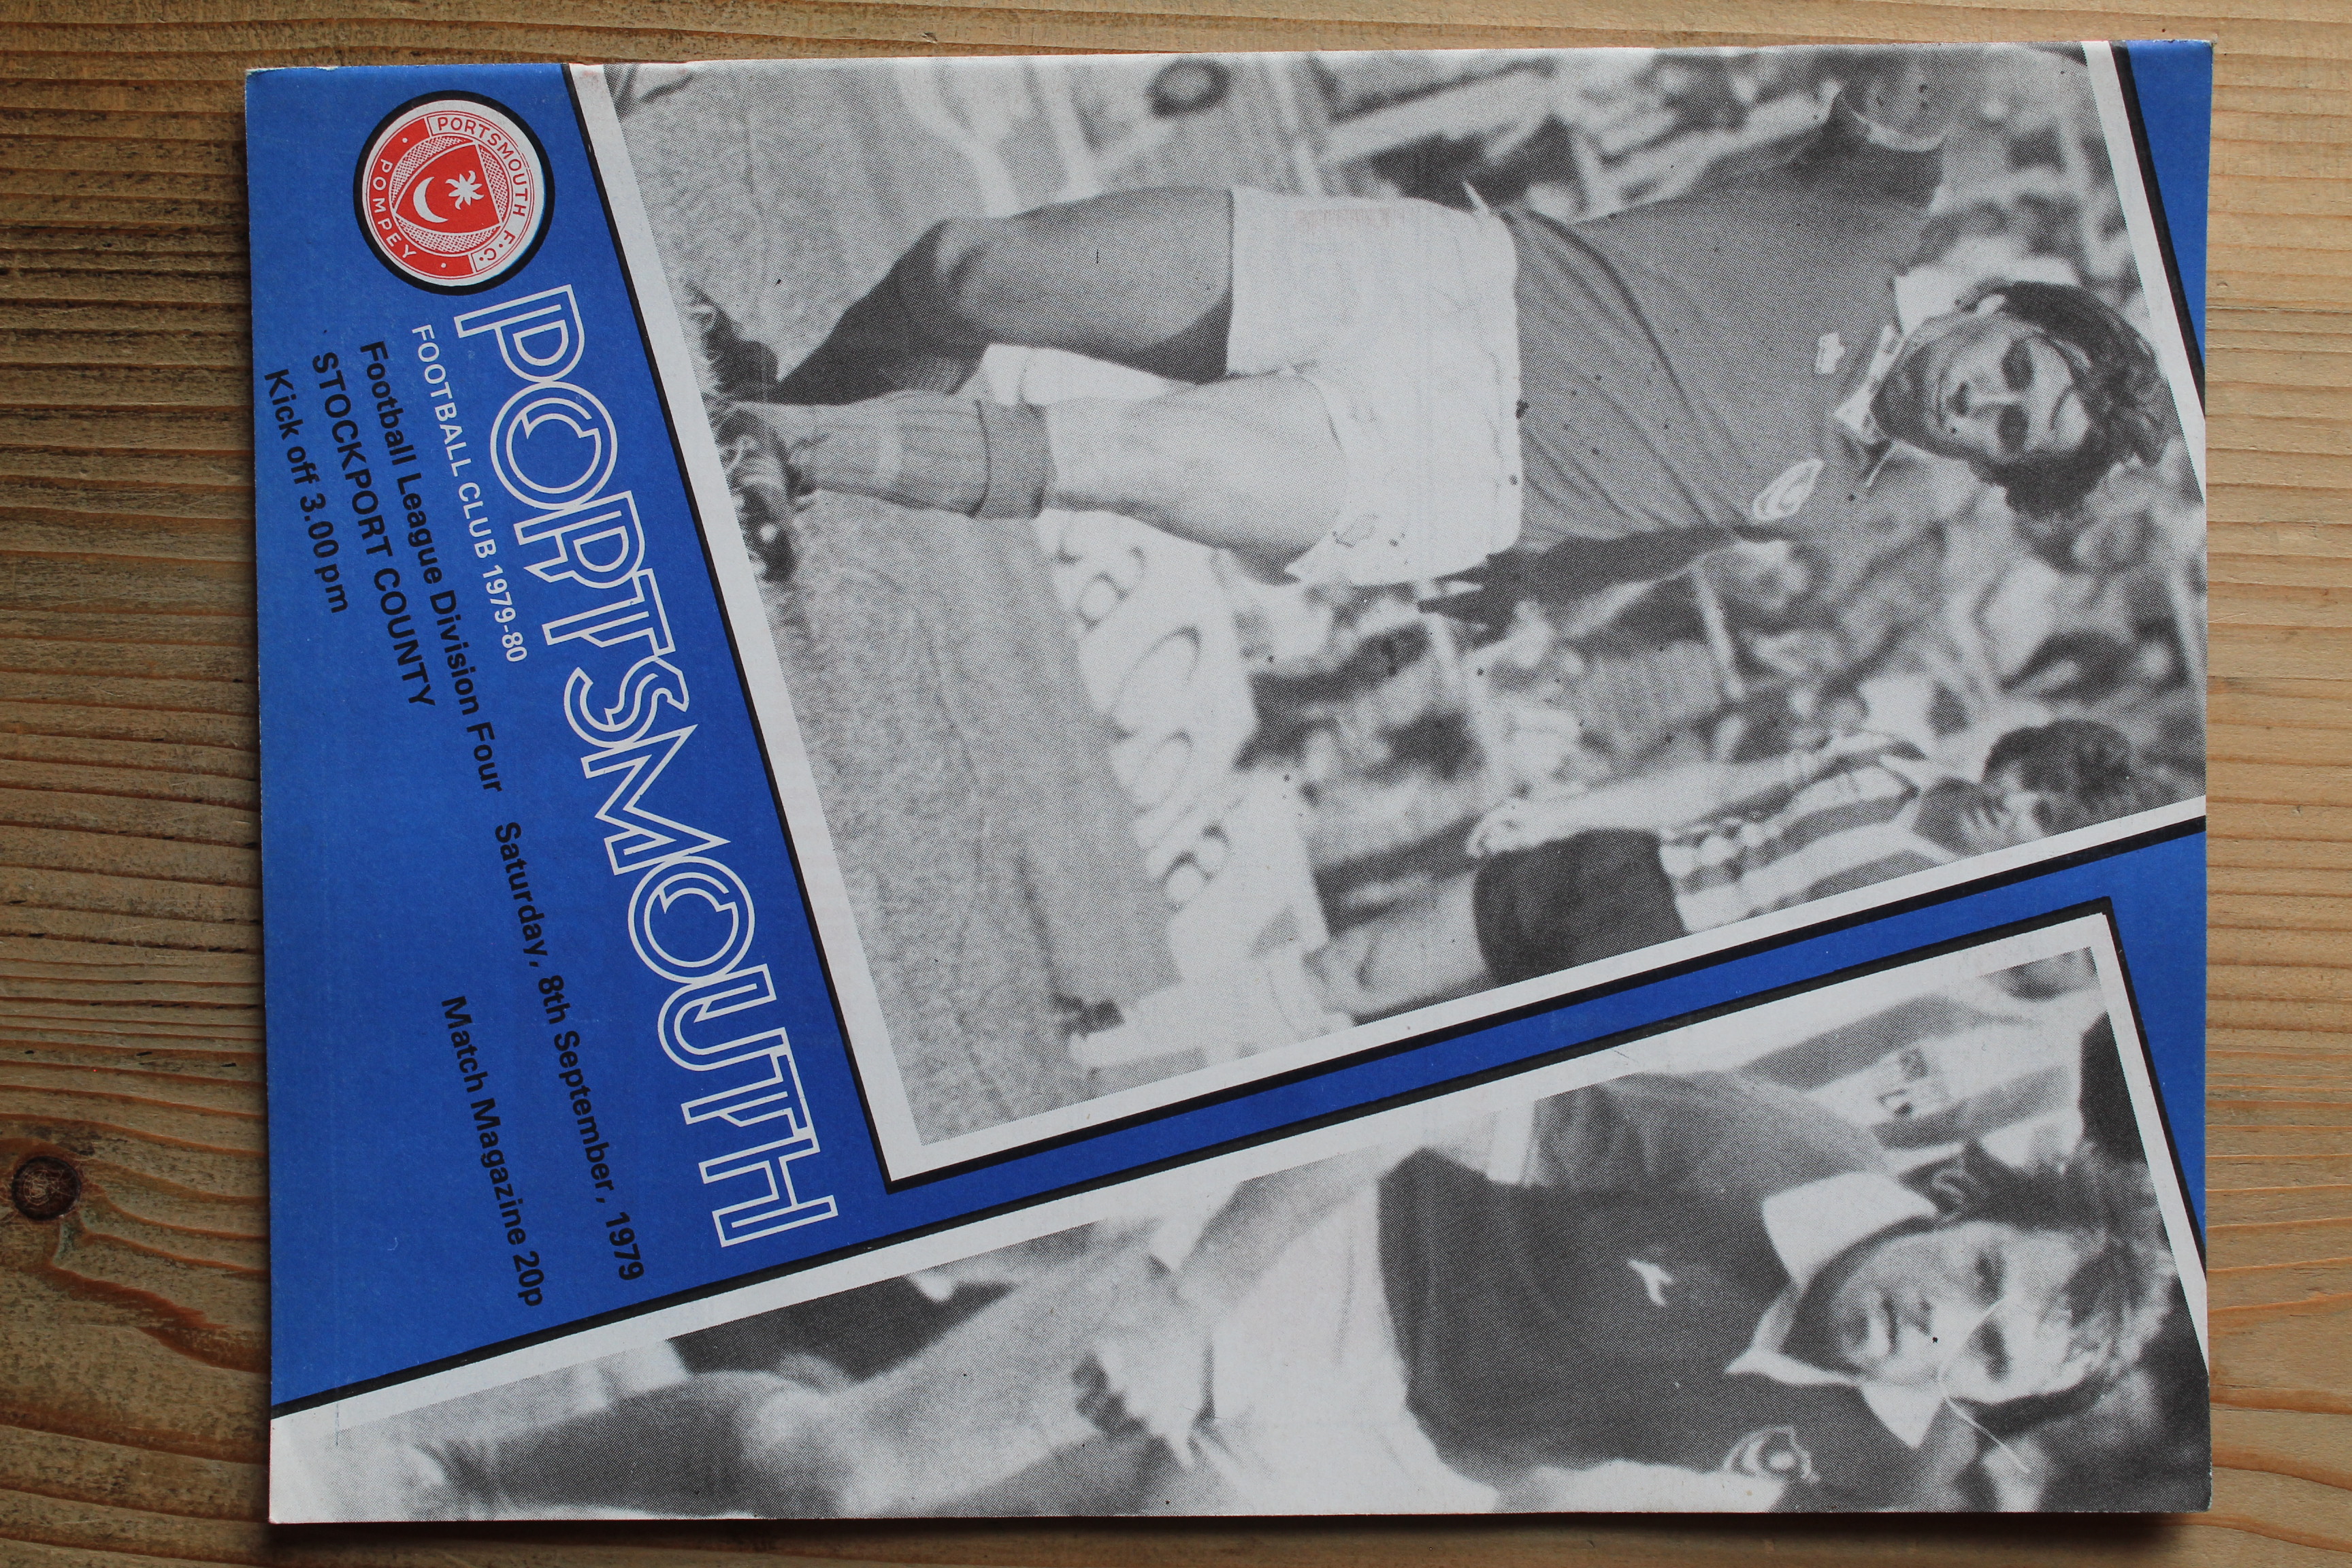 PORTSMOUTH F.C.
POMPEY
PORTSMOUTH
FOOTBALL CLUB 1979-80
Football League Division Four Saturday, 8th September, 1979
STOCKPORT COUNTY
Kick off 3.00 pm Match Magazine 20p